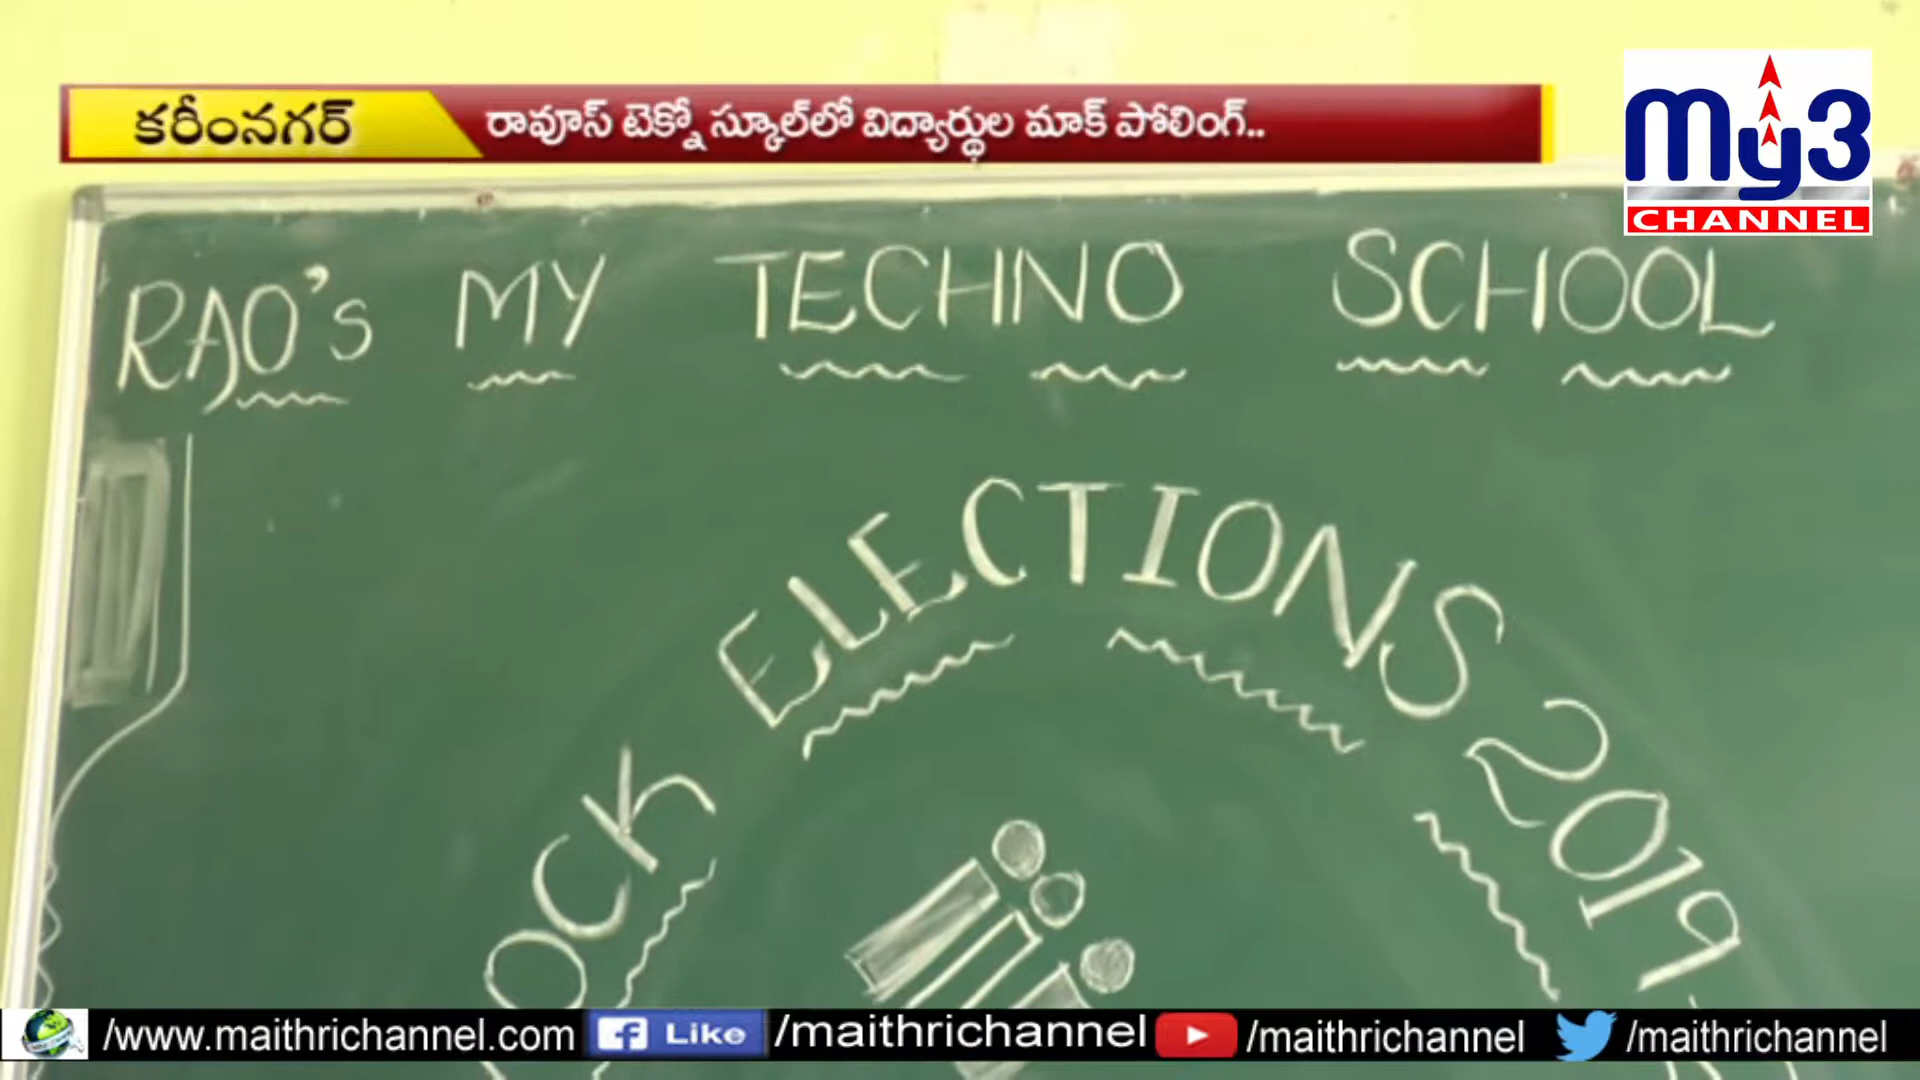 కరీంనగర్
రావూస్ టెక్నో స్కూల్‌లో విద్యార్థుల మాక్ పోలింగ్..
my3
CHANNEL
RAO's MY TECHNO SCHOOL
OCK ELECTIONS 2019
/www.maithrichannel.com
f Like /maithrichannel
/maithrichannel
/maithrichannel